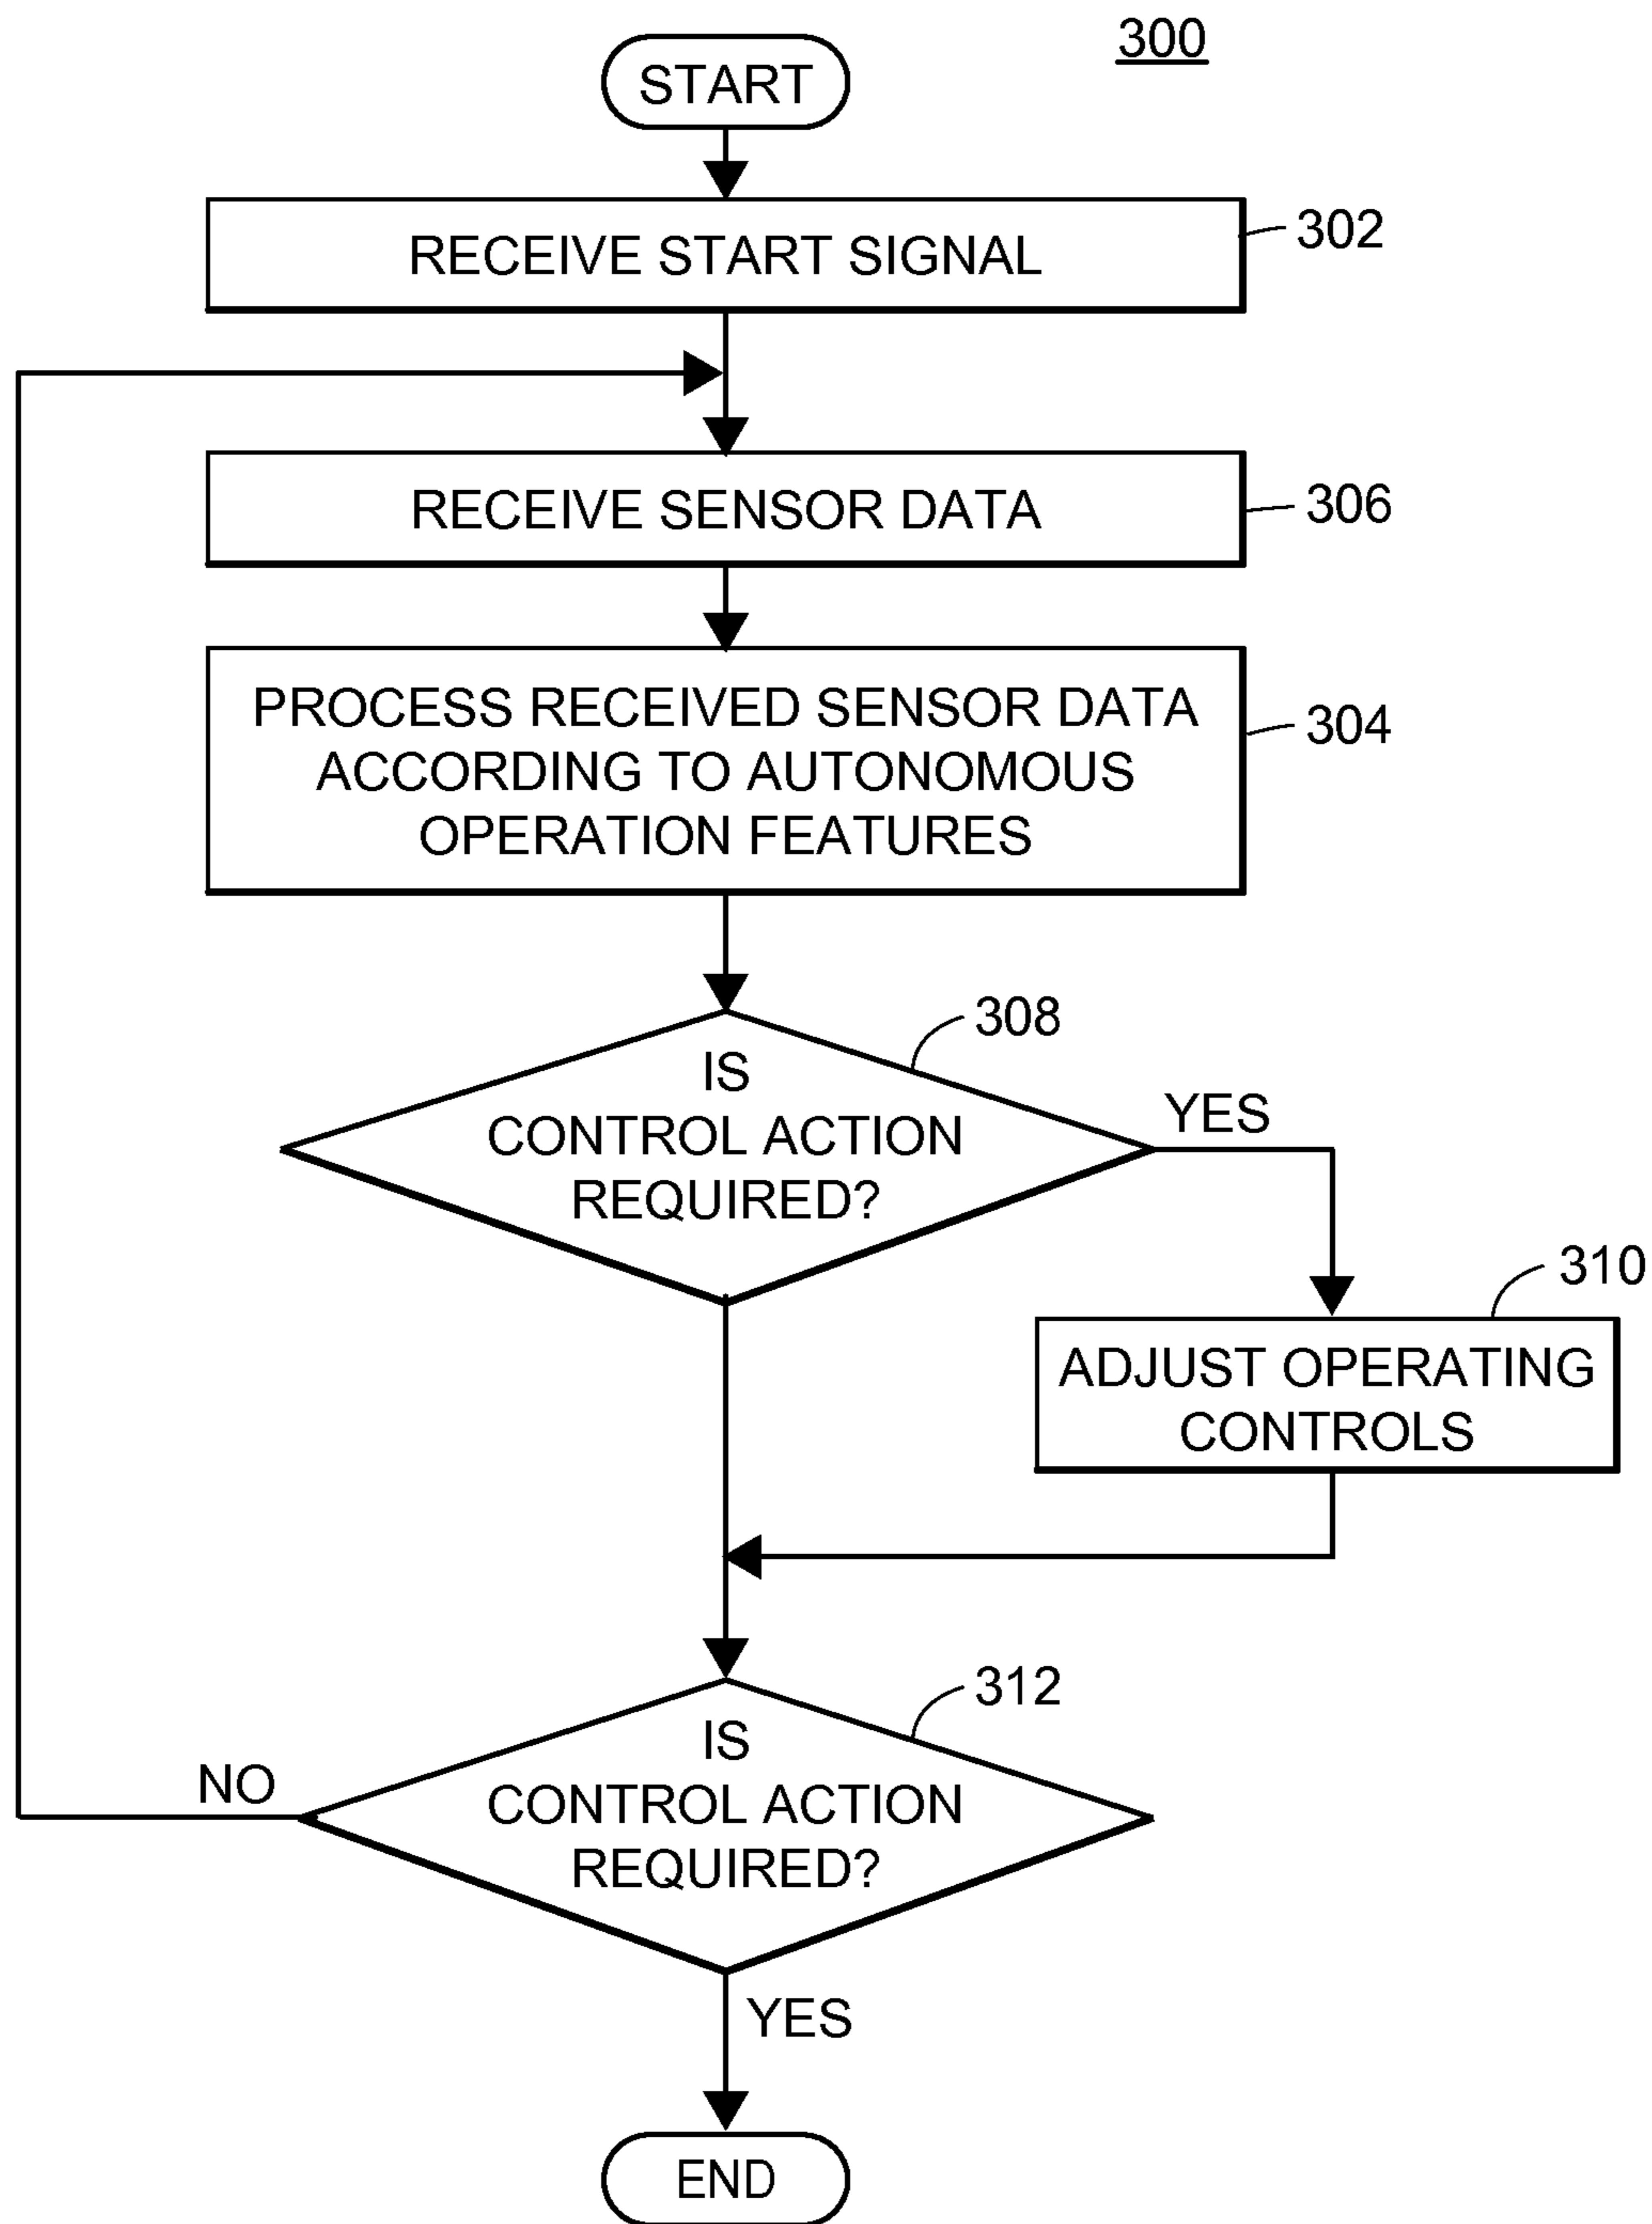 300
START
RECEIVE START SIGNAL
302
RECEIVE SENSOR DATA
306
PROCESS RECEIVED SENSOR DATA
ACCORDING TO AUTONOMOUS
OPERATION FEATURES
304
308
IS
CONTROL ACTION
REQUIRED?
YES
310
ADJUST OPERATING
CONTROLS
312
IS
CONTROL ACTION
REQUIRED?
NO
YES
END